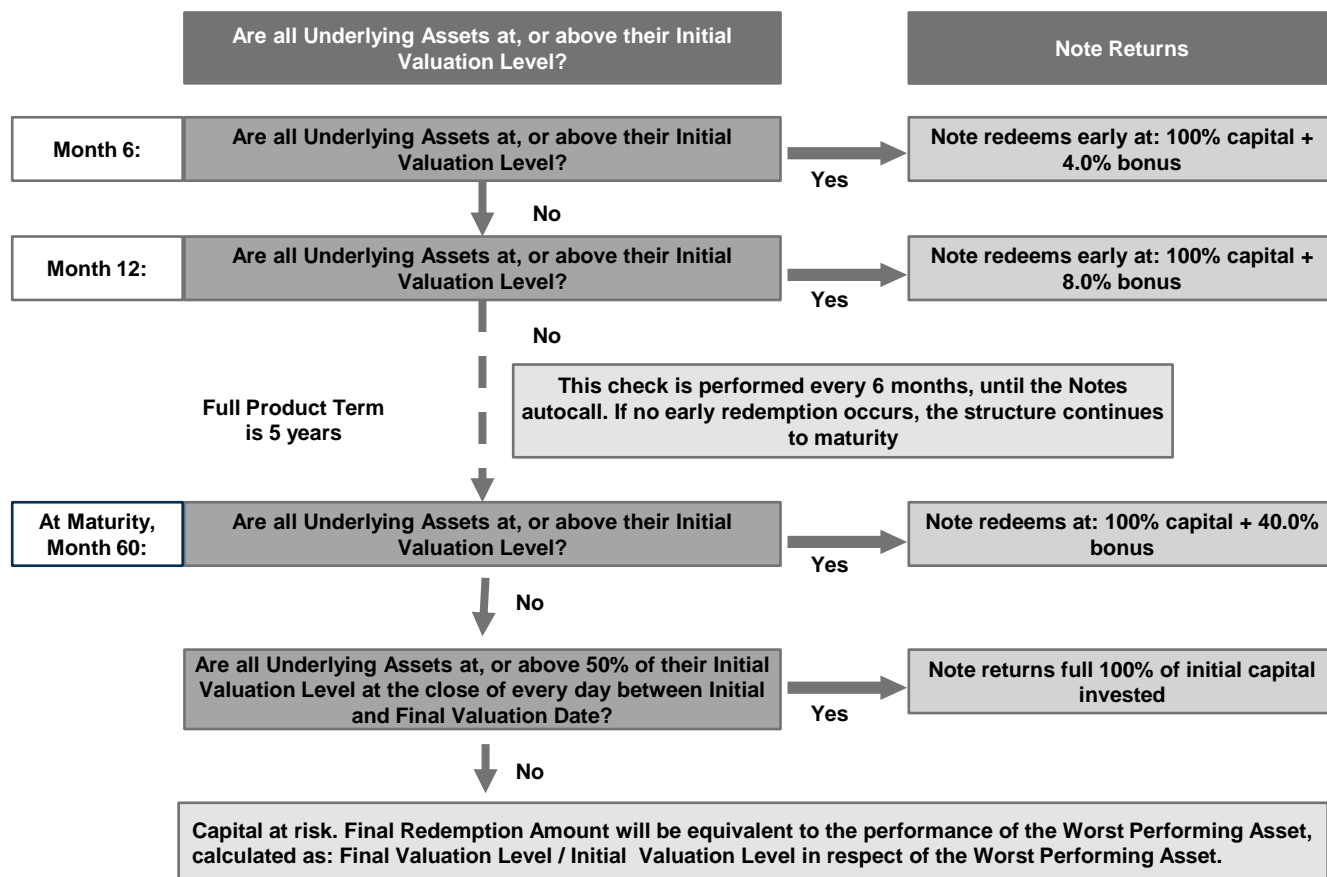 Are all Underlying Assets at, or above their Initial
Valuation Level?
Note Returns
Month 6:
Are all Underlying Assets at, or above their Initial
Valuation Level?
Yes
Note redeems early at: 100% capital +
4.0% bonus
No
Month 12:
Are all Underlying Assets at, or above their Initial
Valuation Level?
Yes
Note redeems early at: 100% capital +
8.0% bonus
No
This check is performed every 6 months, until the Notes
autocall. If no early redemption occurs, the structure continues
to maturity
Full Product Term
is 5 years
At Maturity,
Month 60:
Are all Underlying Assets at, or above their Initial
Valuation Level?
Yes
Note redeems at: 100% capital + 40.0%
bonus
No
Are all Underlying Assets at, or above 50% of their Initial
Valuation Level at the close of every day between Initial
and Final Valuation Date?
Yes
Note returns full 100% of initial capital
invested
No
Capital at risk. Final Redemption Amount will be equivalent to the performance of the Worst Performing Asset,
calculated as: Final Valuation Level / Initial Valuation Level in respect of the Worst Performing Asset.